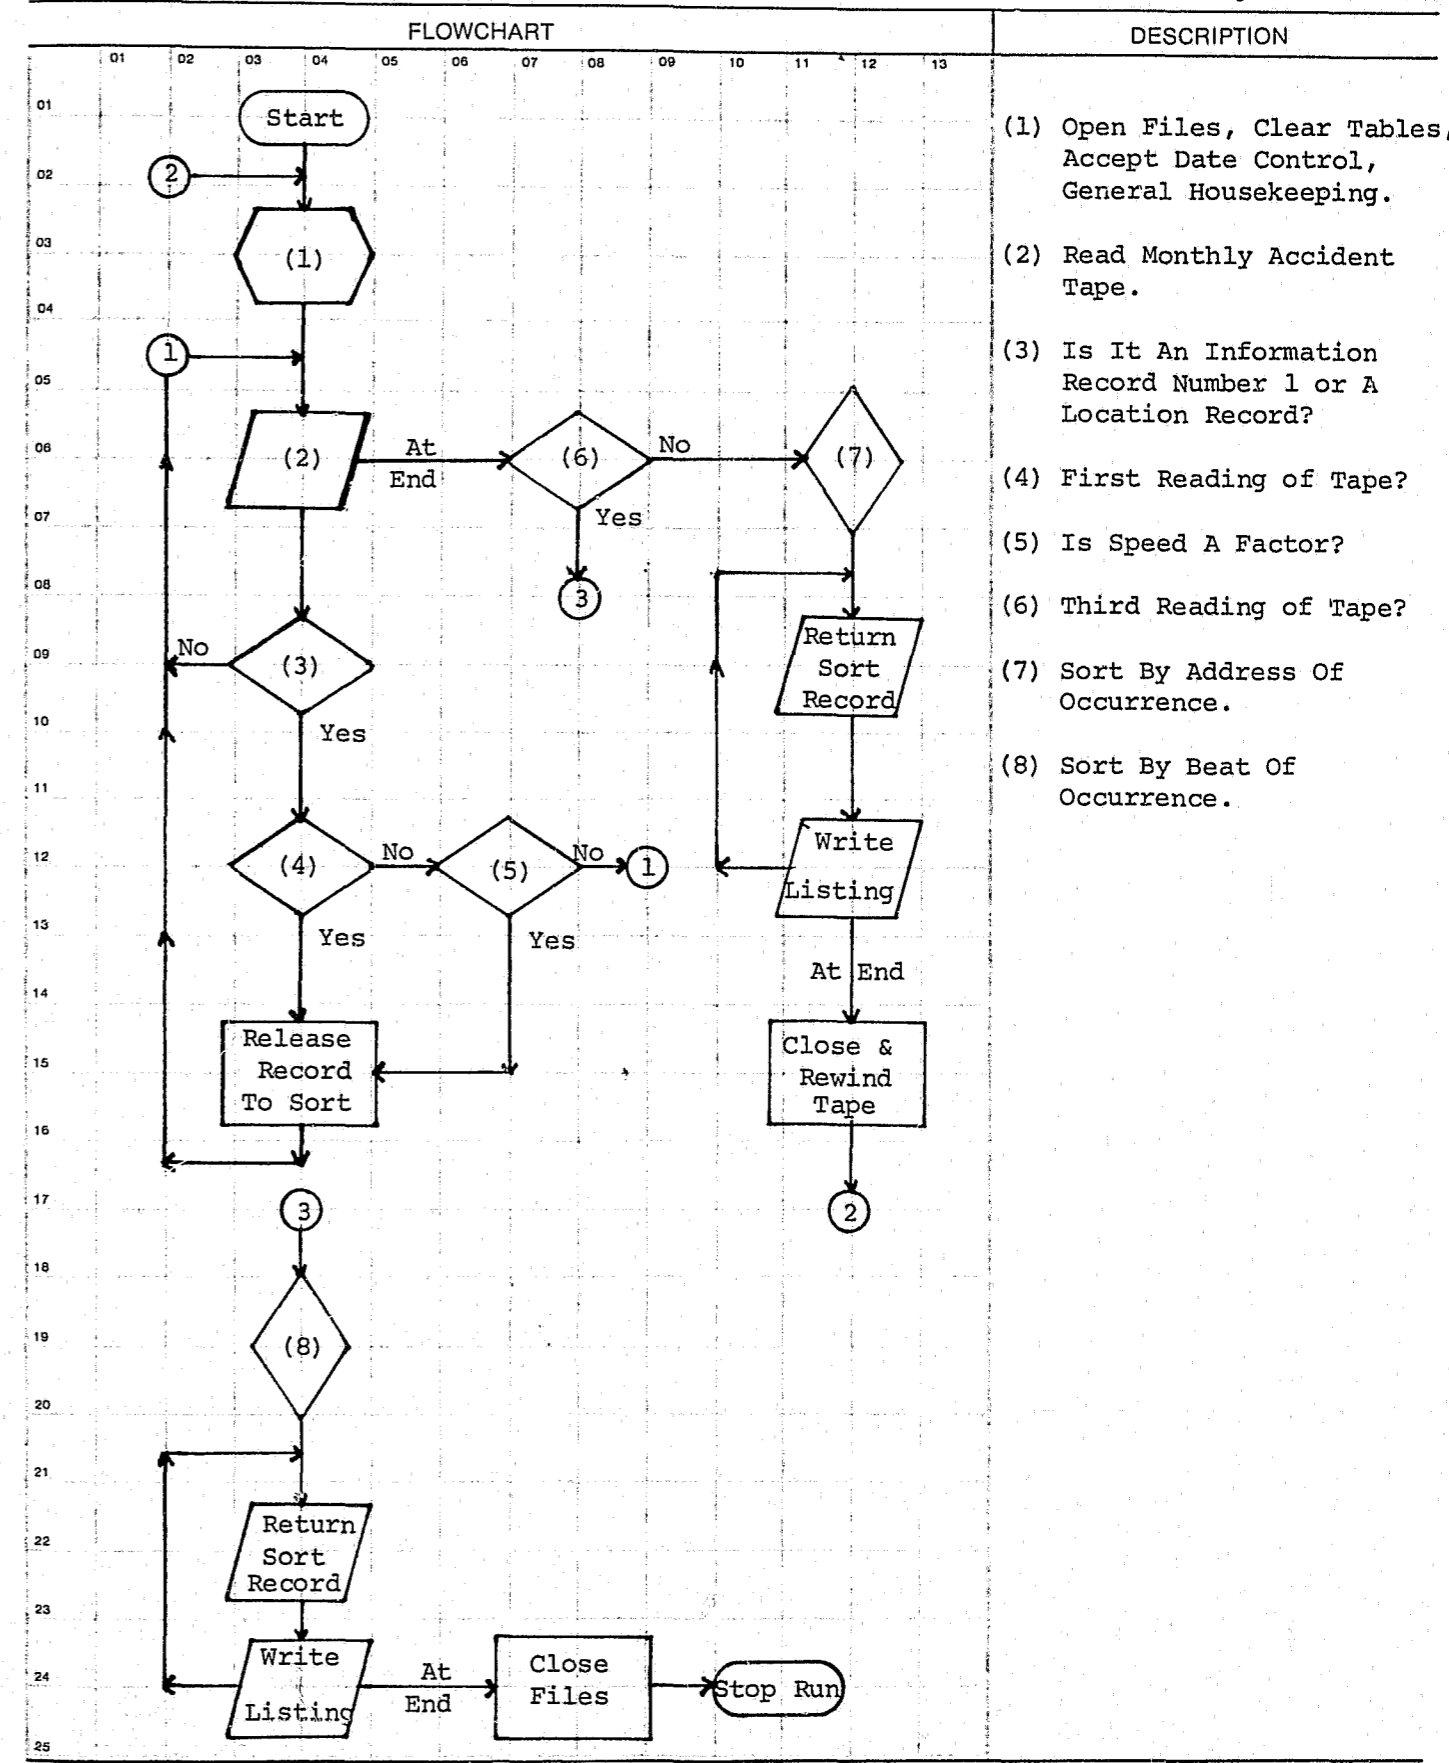 FLOWCHART
DESCRIPTION
01 02 03 04 05 06 07 08 09 10 11 12 13
01
02
03
04
05
06
07
08
09
10
11
12
13
14
15
16
17
18
19
20
21
22
23
24
25
Start
2
(1)
1
(2)
At
End
(6)
No
(7)
Yes
3
(3)
No
Yes
(4)
No
(5)
No
1
Yes
Yes
Release
Record
To Sort
Return
Sort
Record
Write
Listing
At End
Close &
Rewind
Tape
2
3
(8)
Return
Sort
Record
Write
Listing
At
End
Close
Files
Stop Run
(1) Open Files, Clear Tables,
Accept Date Control,
General Housekeeping.
(2) Read Monthly Accident
Tape.
(3) Is It An Information
Record Number 1 or A
Location Record?
(4) First Reading of Tape?
(5) Is Speed A Factor?
(6) Third Reading of Tape?
(7) Sort By Address Of
Occurrence.
(8) Sort By Beat Of
Occurrence.